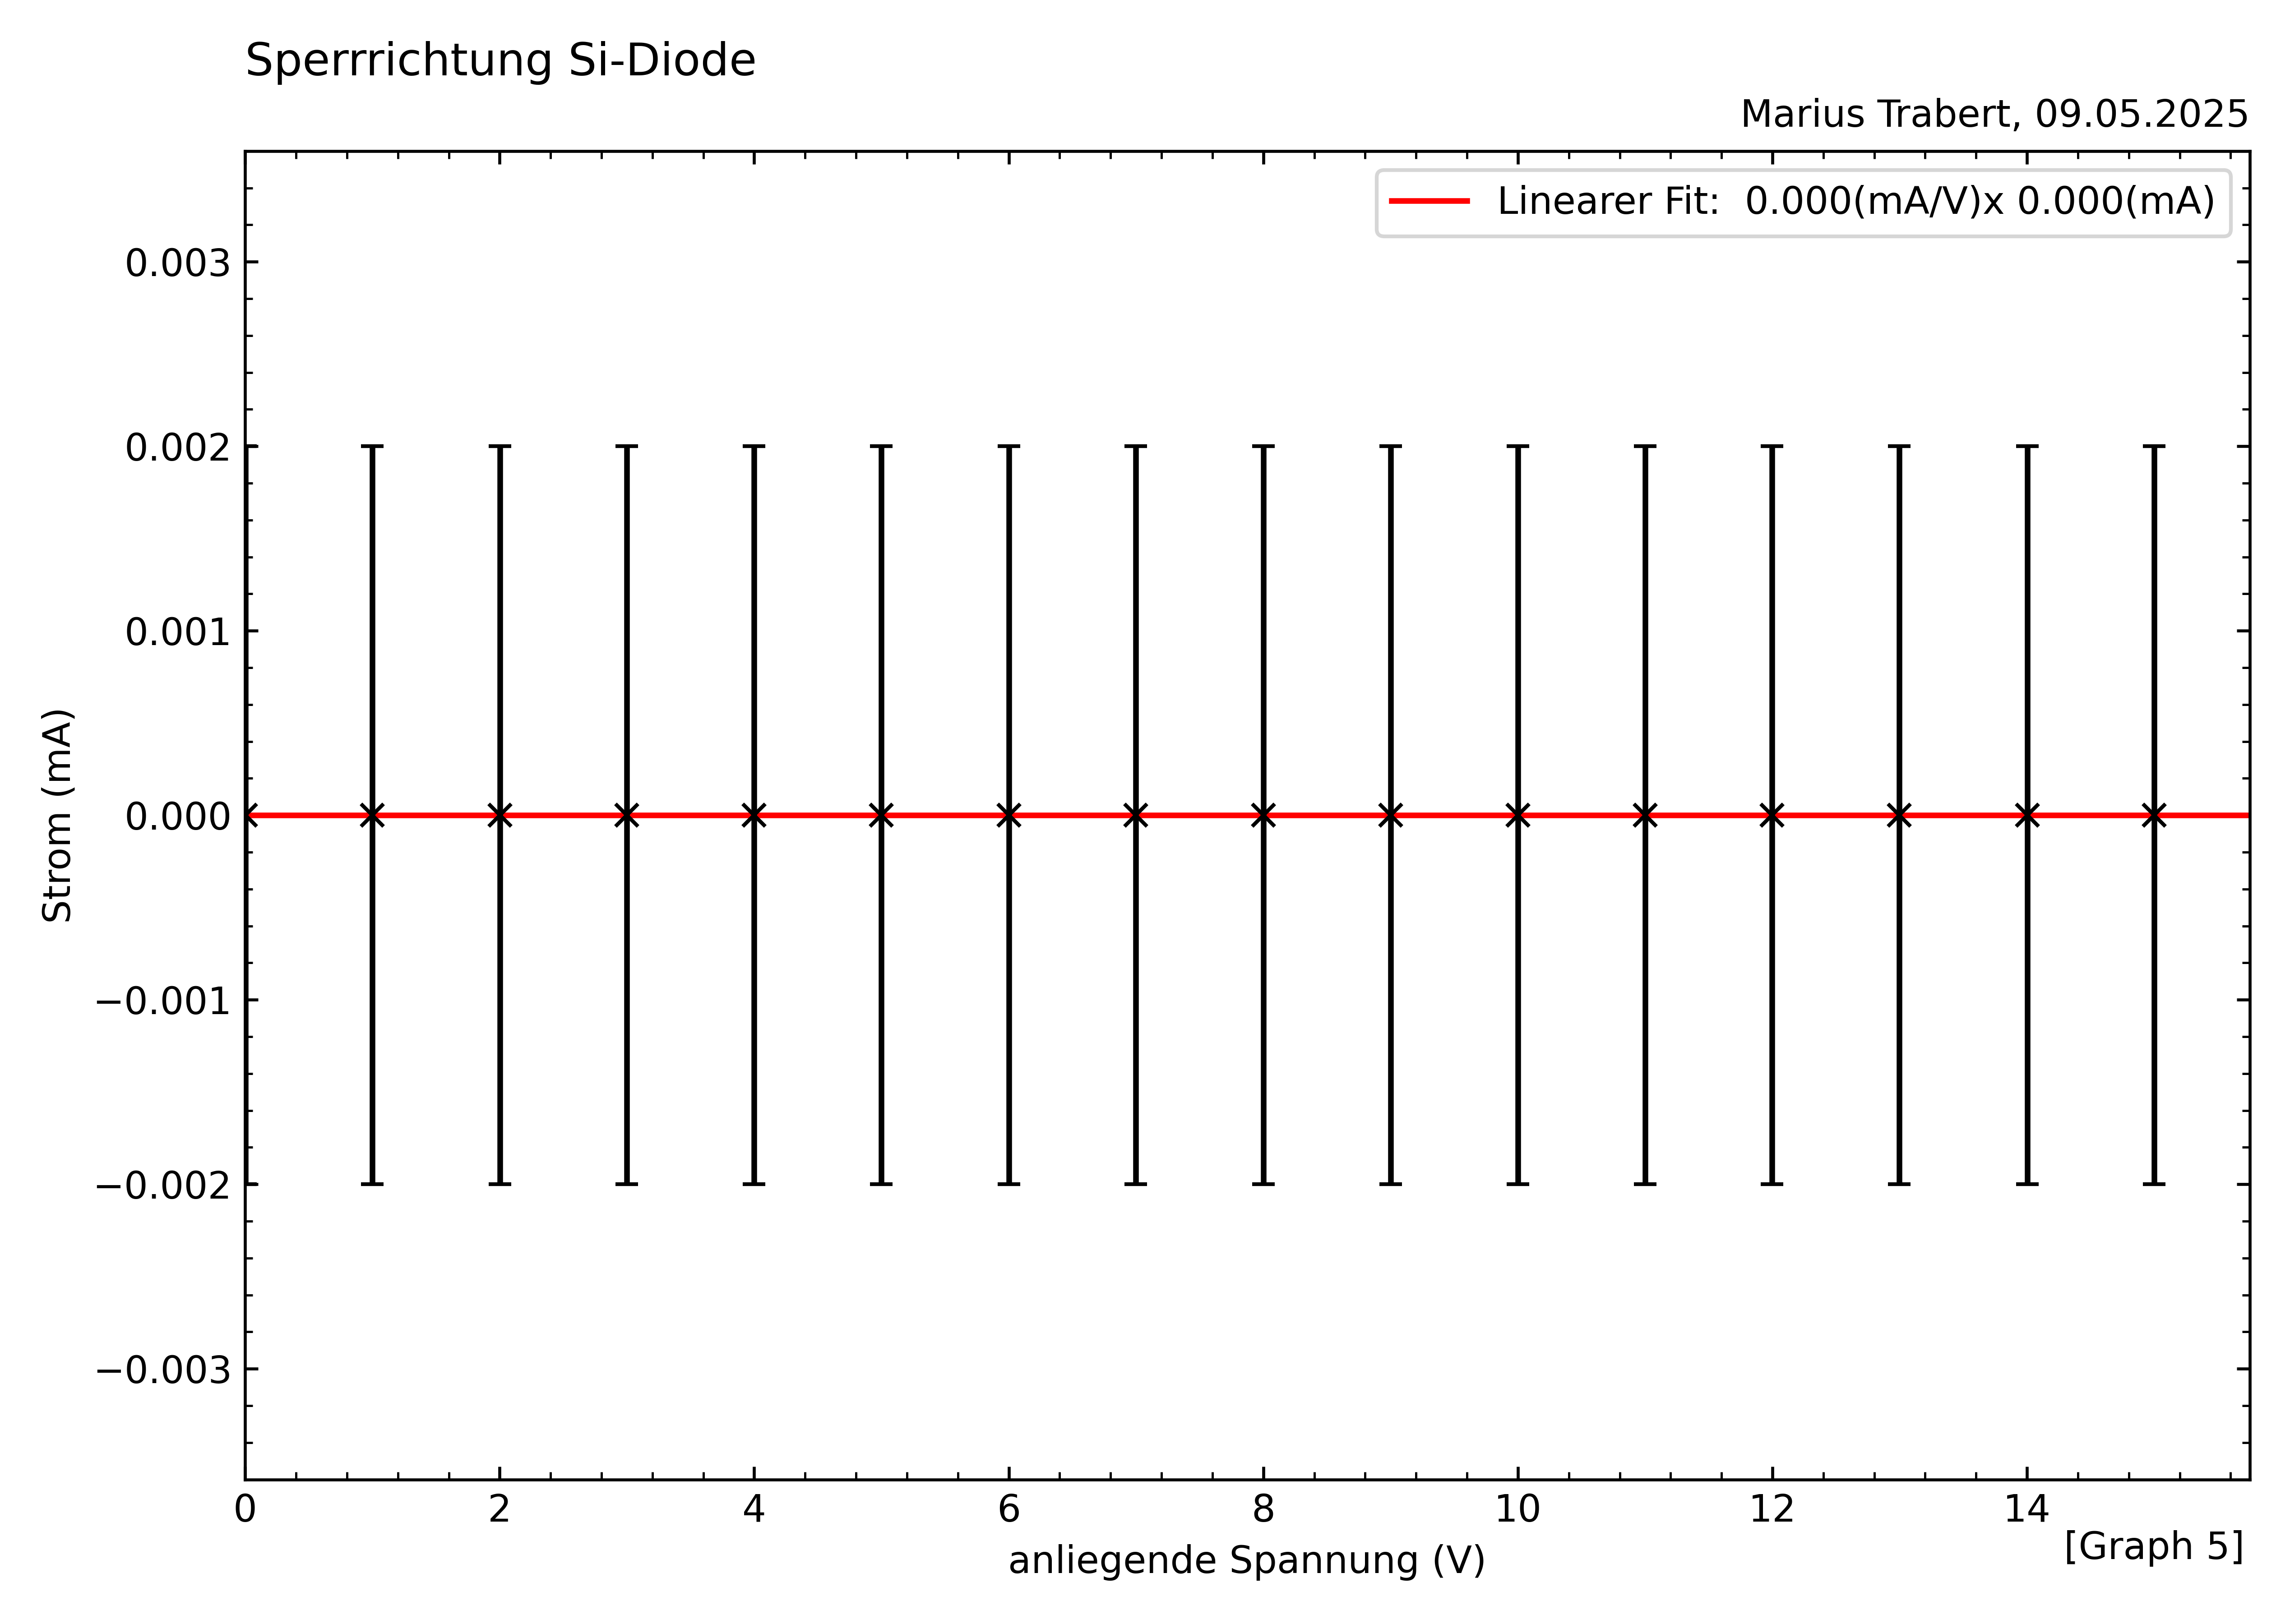 Sperrrichtung Si-Diode
Marius Trabert, 09.05.2025
Linearer Fit:  0.000(mA/V)x 0.000(mA)
0.003
0.002
0.001
0.000
−0.001
−0.002
−0.003
Strom (mA)
0 2 4 6 8 10 12 14
anliegende Spannung (V)
[Graph 5]